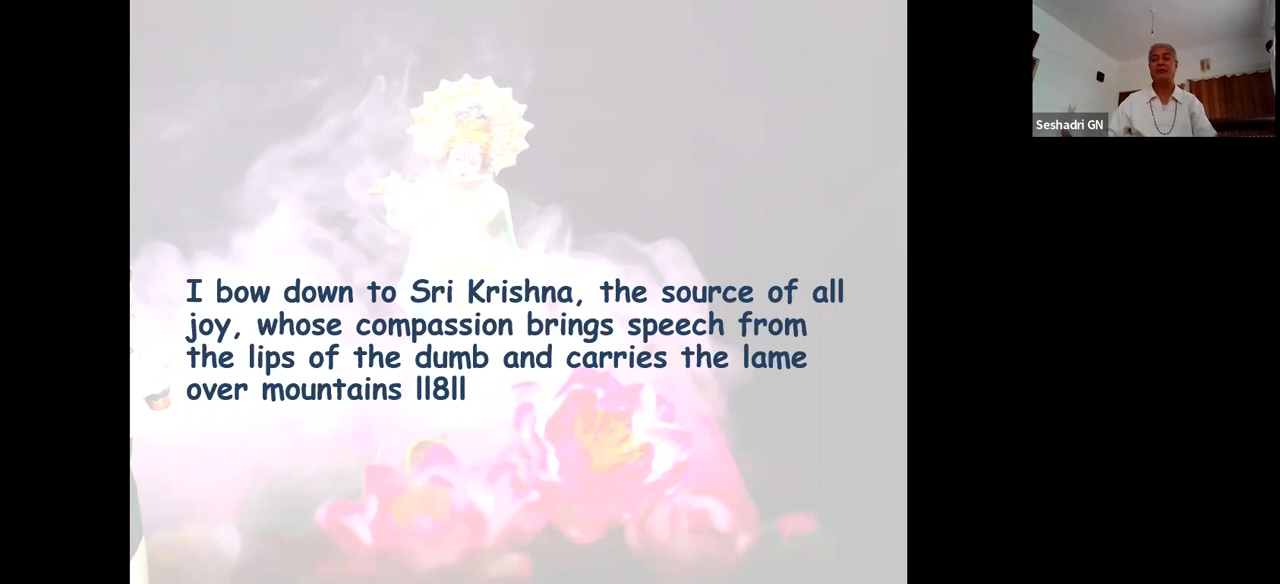 I bow down to Sri Krishna, the source of all
joy, whose compassion brings speech from
the lips of the dumb and carries the lame
over mountains ll8ll
Seshadri GN